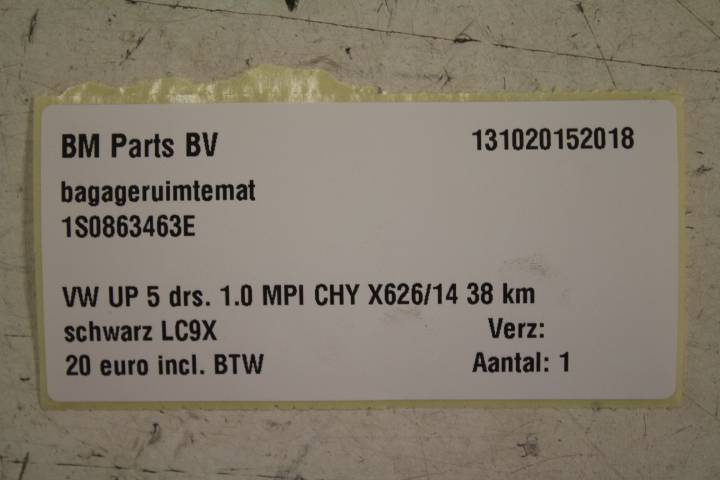 BM Parts BV 131020152018
bagageruimtemat
1S0863463E
VW UP 5 drs. 1.0 MPI CHY X626/14 38 km
schwarz LC9X Verz:
20 euro incl. BTW Aantal: 1